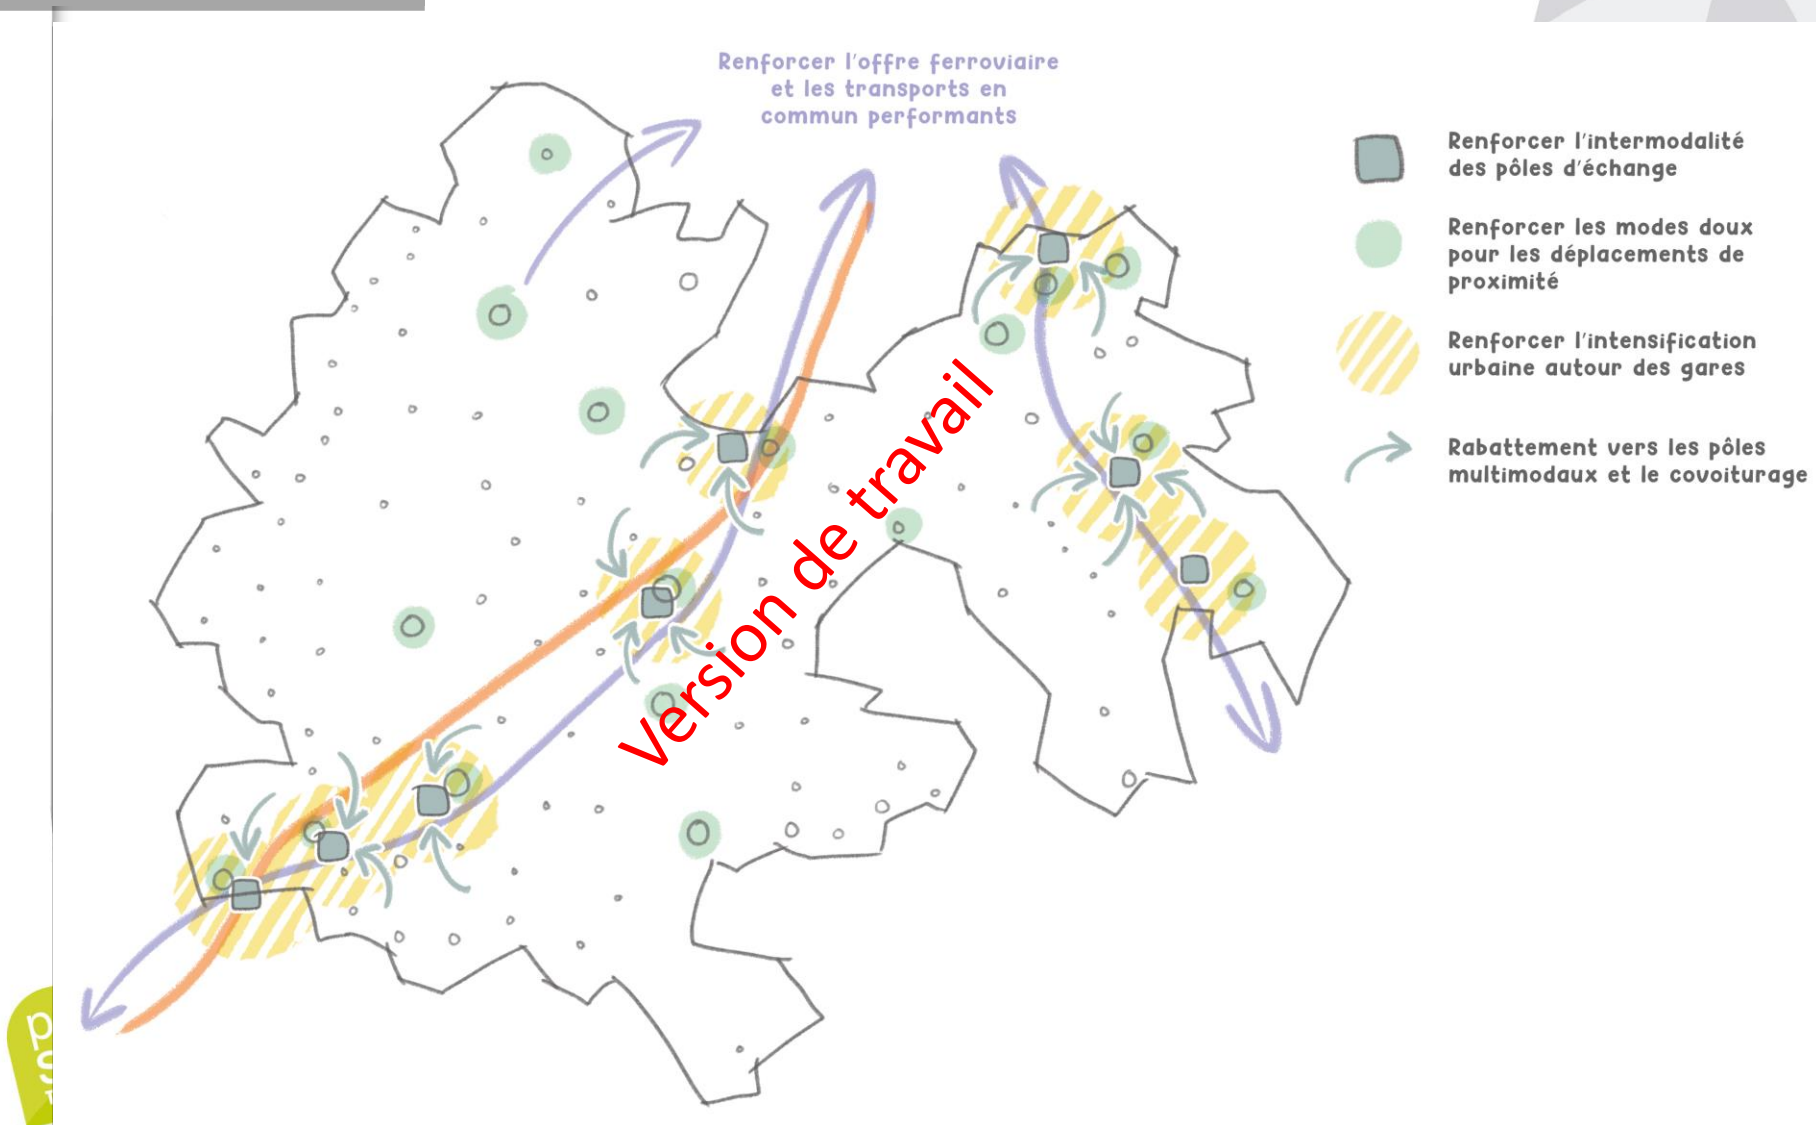 Renforcer l'offre ferroviaire
et les transports en
commun performants
Renforcer l'intermodalité
des pôles d'échange
Renforcer les modes doux
pour les déplacements de
proximité
Renforcer l'intensification
urbaine autour des gares
Rabattement vers les pôles
multimodaux et le covoiturage
Version de travail